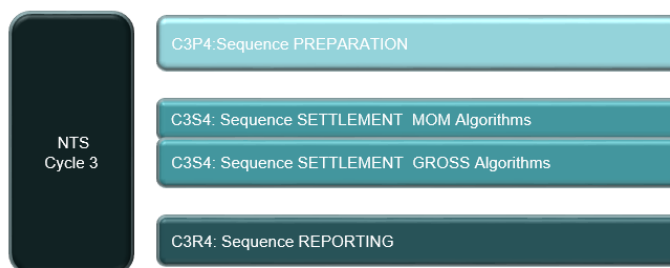 C3P4:Sequence PREPARATION
NTS
Cycle 3
C3S4: Sequence SETTLEMENT MOM Algorithms
C3S4: Sequence SETTLEMENT GROSS Algorithms
C3R4: Sequence REPORTING